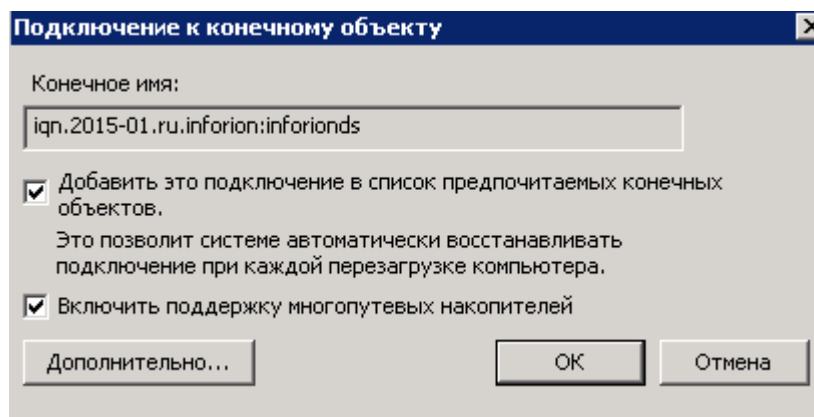 Подключение к конечному объекту
Конечное имя:
iqn.2015-01.ru.inforion:inforionds
Добавить это подключение в список предпочитаемых конечных
объектов.
Это позволит системе автоматически восстанавливать
подключение при каждой перезагрузке компьютера.
Включить поддержку многопутевых накопителей
Дополнительно... ОК Отмена